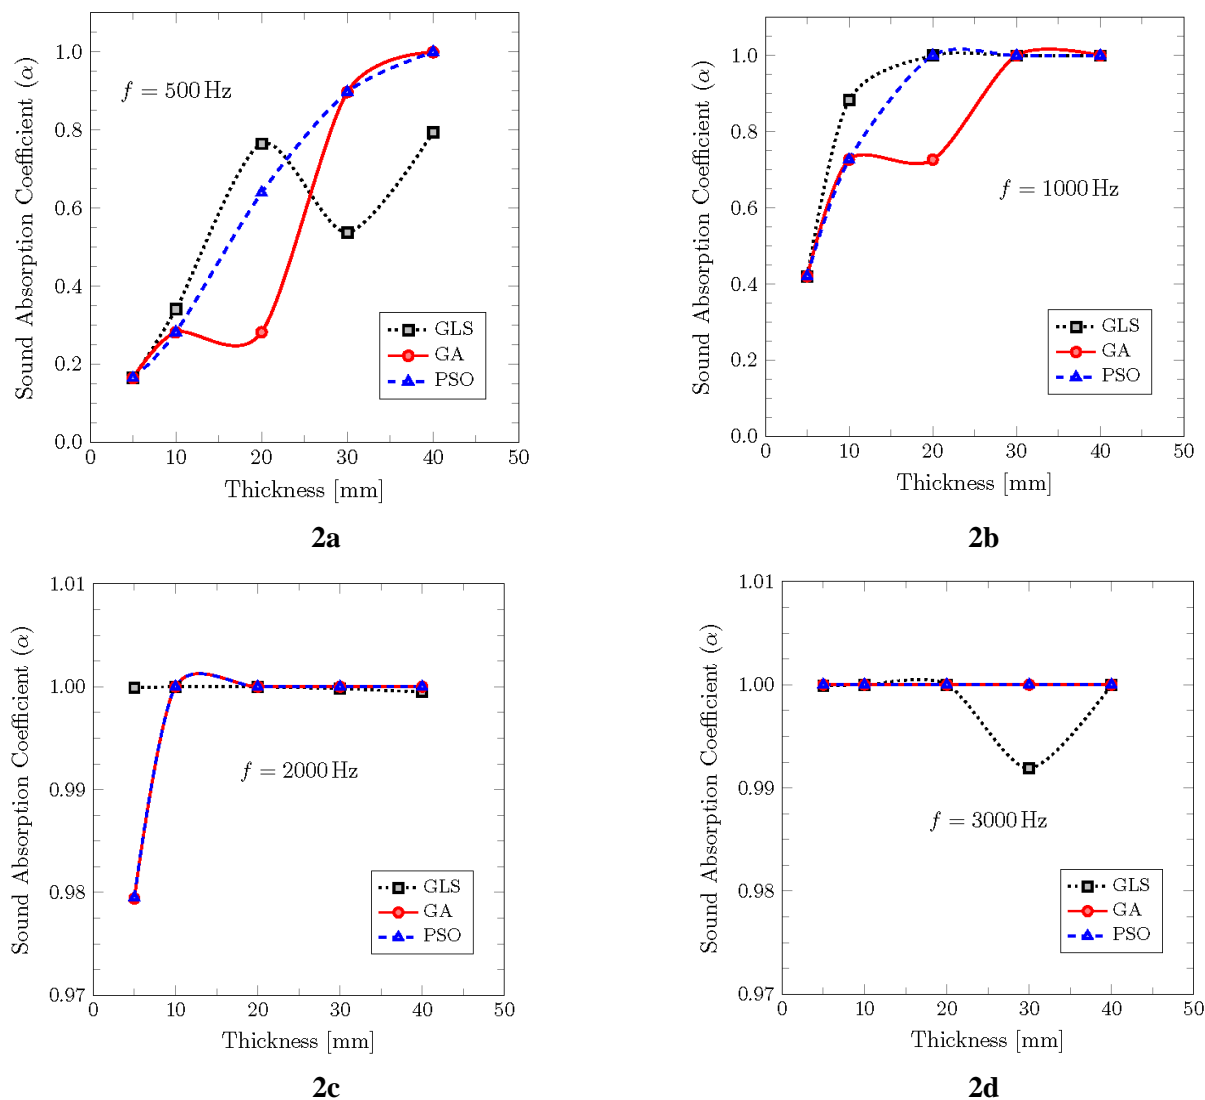 Sound Absorption Coefficient (α)
1.0
0.8
0.6
0.4
0.2
0.0
f = 500 Hz
GLS
GA
PSO
0 10 20 30 40 50
Thickness [mm]
2a
Sound Absorption Coefficient (α)
1.0
0.8
0.6
0.4
0.2
0.0
f = 1000 Hz
GLS
GA
PSO
0 10 20 30 40 50
Thickness [mm]
2b
Sound Absorption Coefficient (α)
1.01
1.00
0.99
0.98
0.97
f = 2000 Hz
GLS
GA
PSO
0 10 20 30 40 50
Thickness [mm]
2c
Sound Absorption Coefficient (α)
1.01
1.00
0.99
0.98
0.97
f = 3000 Hz
GLS
GA
PSO
0 10 20 30 40 50
Thickness [mm]
2d